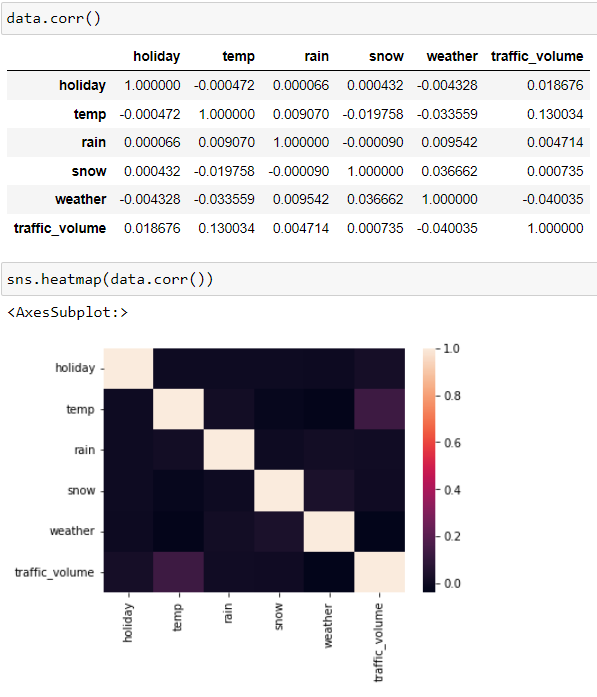 data.corr()
holiday temp rain snow weather traffic_volume
holiday 1.000000 -0.000472 0.000066 0.000432 -0.004328 0.018676
temp -0.000472 1.000000 0.009070 -0.019758 -0.033559 0.130034
rain 0.000066 0.009070 1.000000 -0.000090 0.009542 0.004714
snow 0.000432 -0.019758 -0.000090 1.000000 0.036662 0.000735
weather -0.004328 -0.033559 0.009542 0.036662 1.000000 -0.040035
traffic_volume 0.018676 0.130034 0.004714 0.000735 -0.040035 1.000000
sns.heatmap(data.corr())
<AxesSubplot:>
holiday
temp
rain
snow
weather
traffic_volume
holiday temp rain snow weather traffic_volume
1.0
0.8
0.6
0.4
0.2
0.0